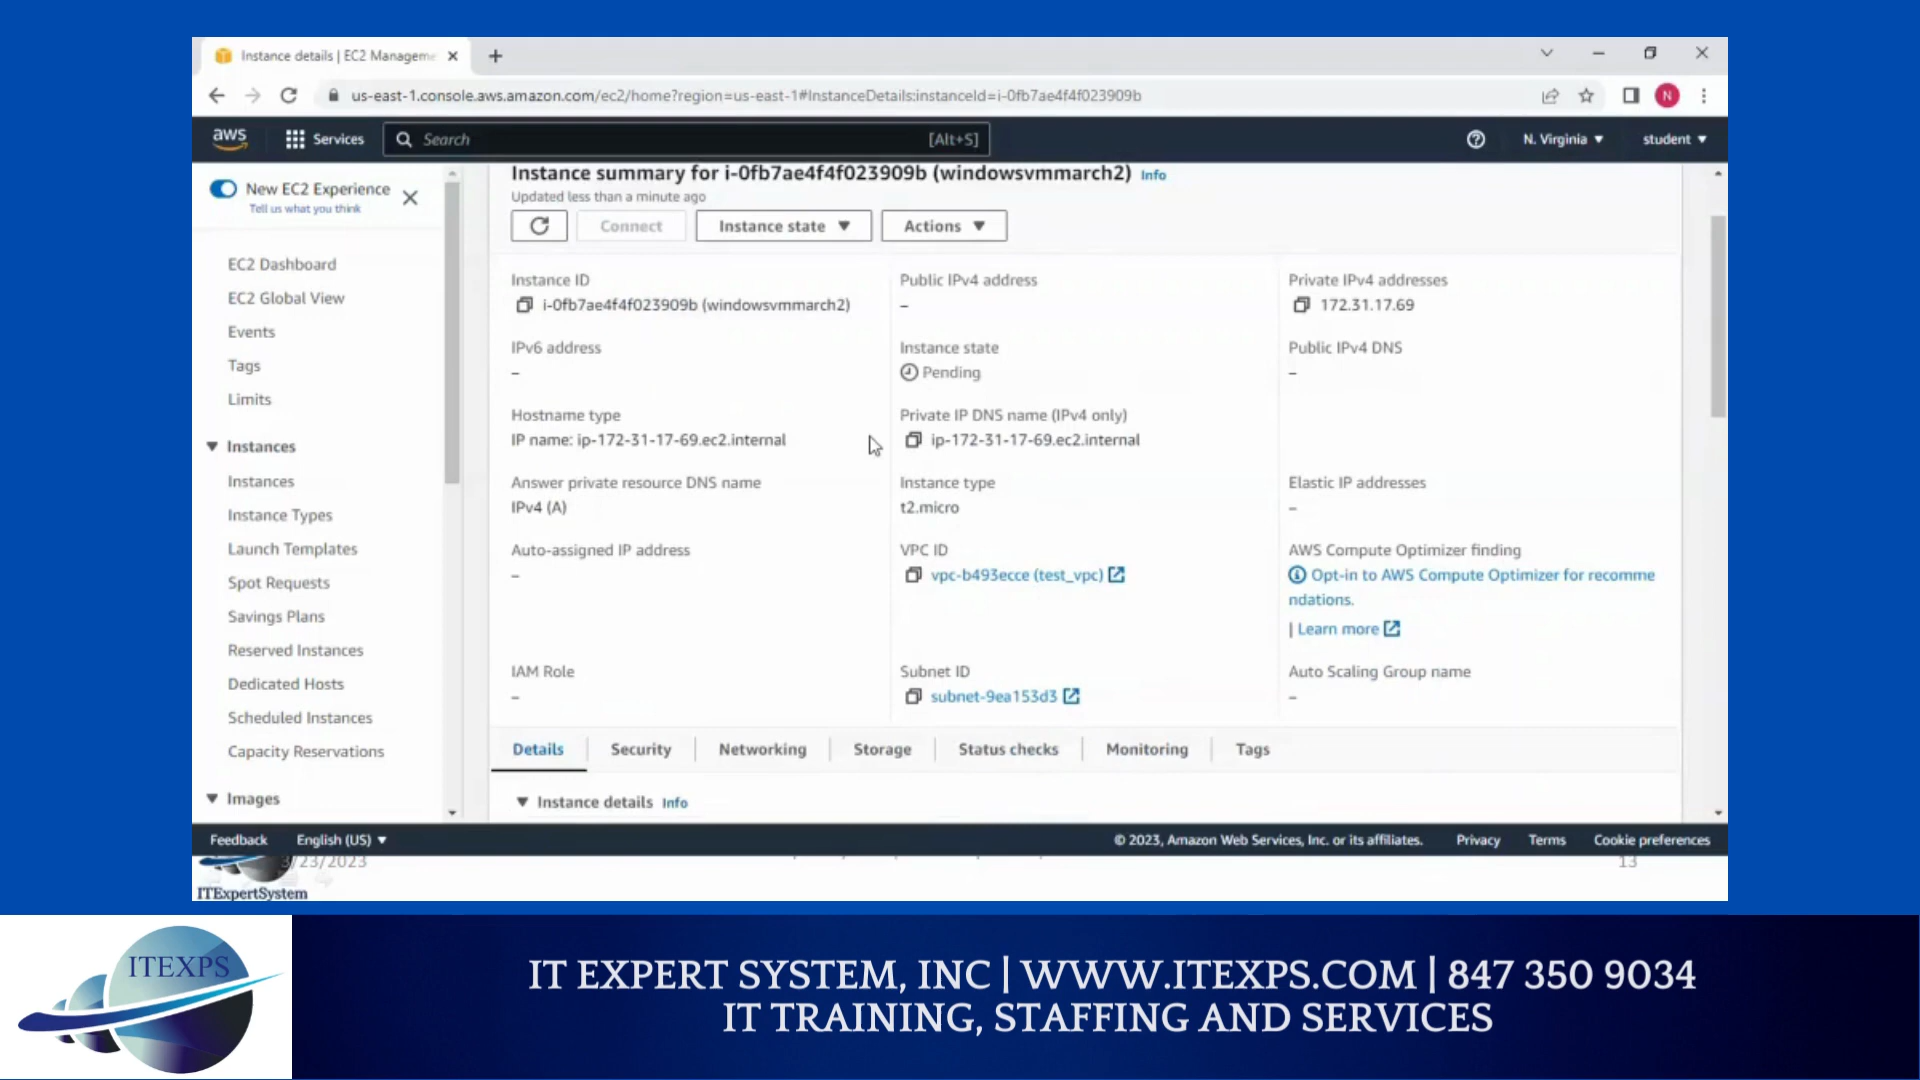 Instance details | EC2 Manageme
us-east-1.console.aws.amazon.com/ec2/home?region=us-east-1#InstanceDetails:instanceId=i-0fb7ae4f4f023909b
N
aws
Services
Search
[Alt+S]
N. Virginia
student
New EC2 Experience
Tell us what you think
EC2 Dashboard
EC2 Global View
Events
Tags
Limits
Instances
Instances
Instance Types
Launch Templates
Spot Requests
Savings Plans
Reserved Instances
Dedicated Hosts
Scheduled Instances
Capacity Reservations
Images
Instance summary for i-0fb7ae4f4f023909b (windowsvmmarch2) Info
Updated less than a minute ago
Connect
Instance state
Actions
Instance ID
i-0fb7ae4f4f023909b (windowsvmmarch2)
Public IPv4 address
–
Private IPv4 addresses
172.31.17.69
IPv6 address
–
Instance state
Pending
Public IPv4 DNS
–
Hostname type
IP name: ip-172-31-17-69.ec2.internal
Private IP DNS name (IPv4 only)
ip-172-31-17-69.ec2.internal
Answer private resource DNS name
IPv4 (A)
Instance type
t2.micro
Elastic IP addresses
–
Auto-assigned IP address
–
VPC ID
vpc-b493ecce (test_vpc)
AWS Compute Optimizer finding
Opt-in to AWS Compute Optimizer for recomme
ndations.
| Learn more
IAM Role
–
Subnet ID
subnet-9ea153d3
Auto Scaling Group name
–
Details
Security
Networking
Storage
Status checks
Monitoring
Tags
Instance details Info
Feedback
English (US)
© 2023, Amazon Web Services, Inc. or its affiliates.
Privacy
Terms
Cookie preferences
3/23/2023
13
ITExpertSystem
ITEXPS
IT EXPERT SYSTEM, INC | WWW.ITEXPS.COM | 847 350 9034
IT TRAINING, STAFFING AND SERVICES